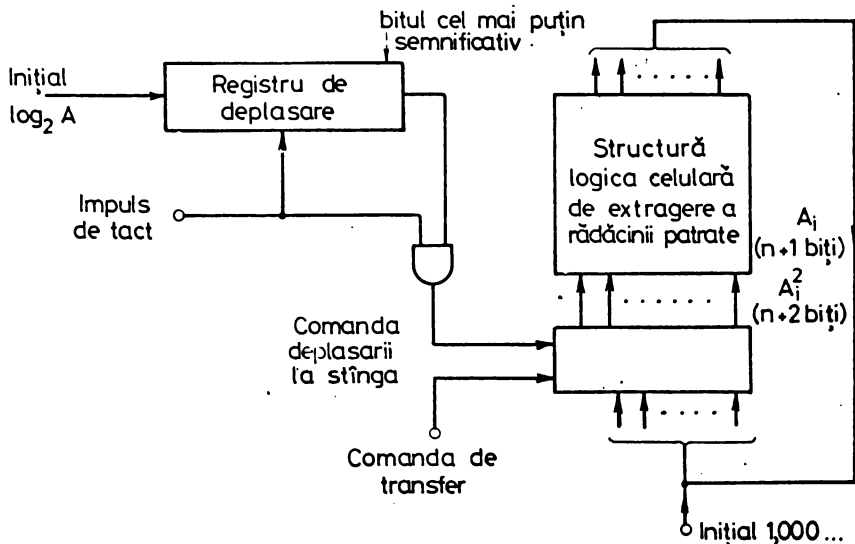 bitul cel mai puțin
semnificativ
Inițial
log₂ A
Registru de
deplasare
Impuls
de tact
Structură
logica celulară
de extragere a
rădăcinii patrate
Aᵢ
(n+1 biți)
Aᵢ²
(n+2 biți)
Comanda
deplasarii
la stînga
Comanda de
transfer
Inițial 1,000...